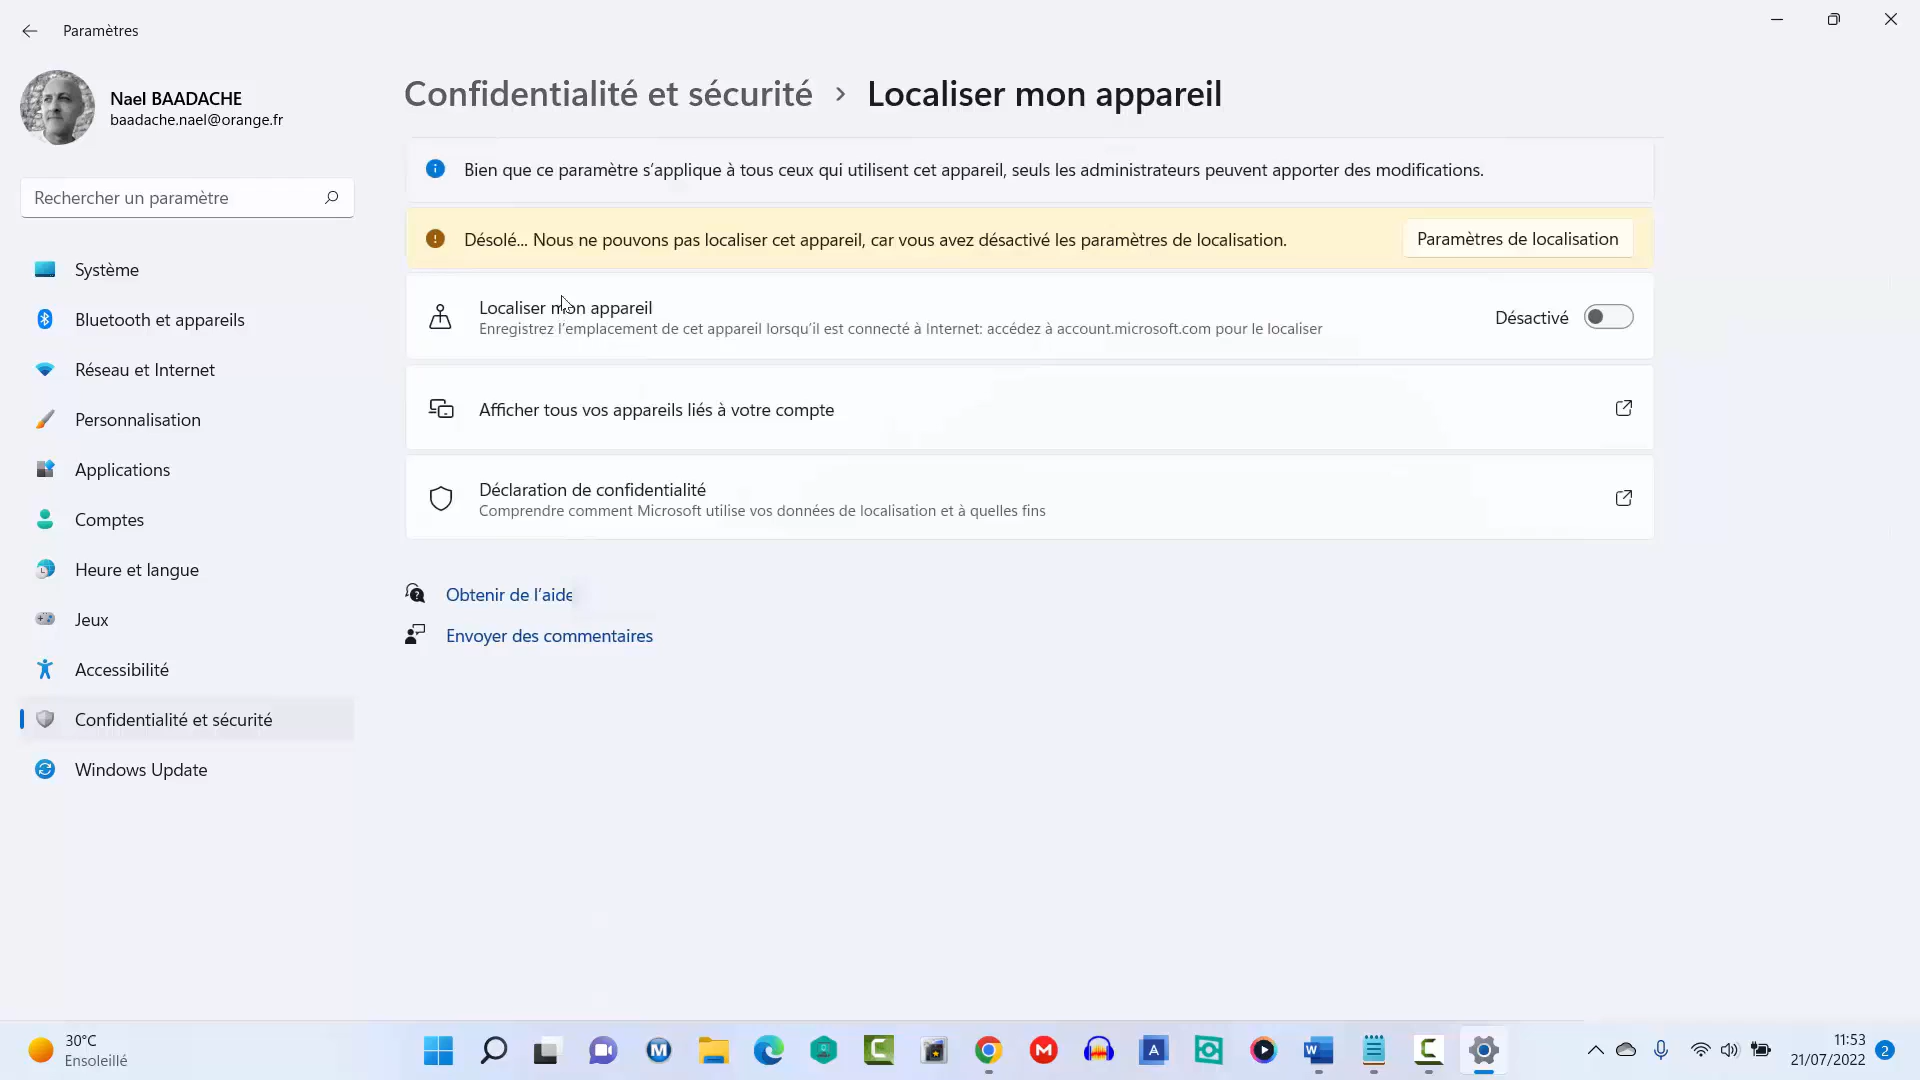 Paramètres
Nael BAADACHE
baadache.nael@orange.fr
Rechercher un paramètre
Système
Bluetooth et appareils
Réseau et Internet
Personnalisation
Applications
Comptes
Heure et langue
Jeux
Accessibilité
Confidentialité et sécurité
Windows Update
Confidentialité et sécurité › Localiser mon appareil
Bien que ce paramètre s’applique à tous ceux qui utilisent cet appareil, seuls les administrateurs peuvent apporter des modifications.
Désolé... Nous ne pouvons pas localiser cet appareil, car vous avez désactivé les paramètres de localisation.
Paramètres de localisation
Localiser mon appareil
Enregistrez l’emplacement de cet appareil lorsqu’il est connecté à Internet: accédez à account.microsoft.com pour le localiser
Désactivé
Afficher tous vos appareils liés à votre compte
Déclaration de confidentialité
Comprendre comment Microsoft utilise vos données de localisation et à quelles fins
Obtenir de l’aide
Envoyer des commentaires
30°C
Ensoleillé
11:53
21/07/2022
2